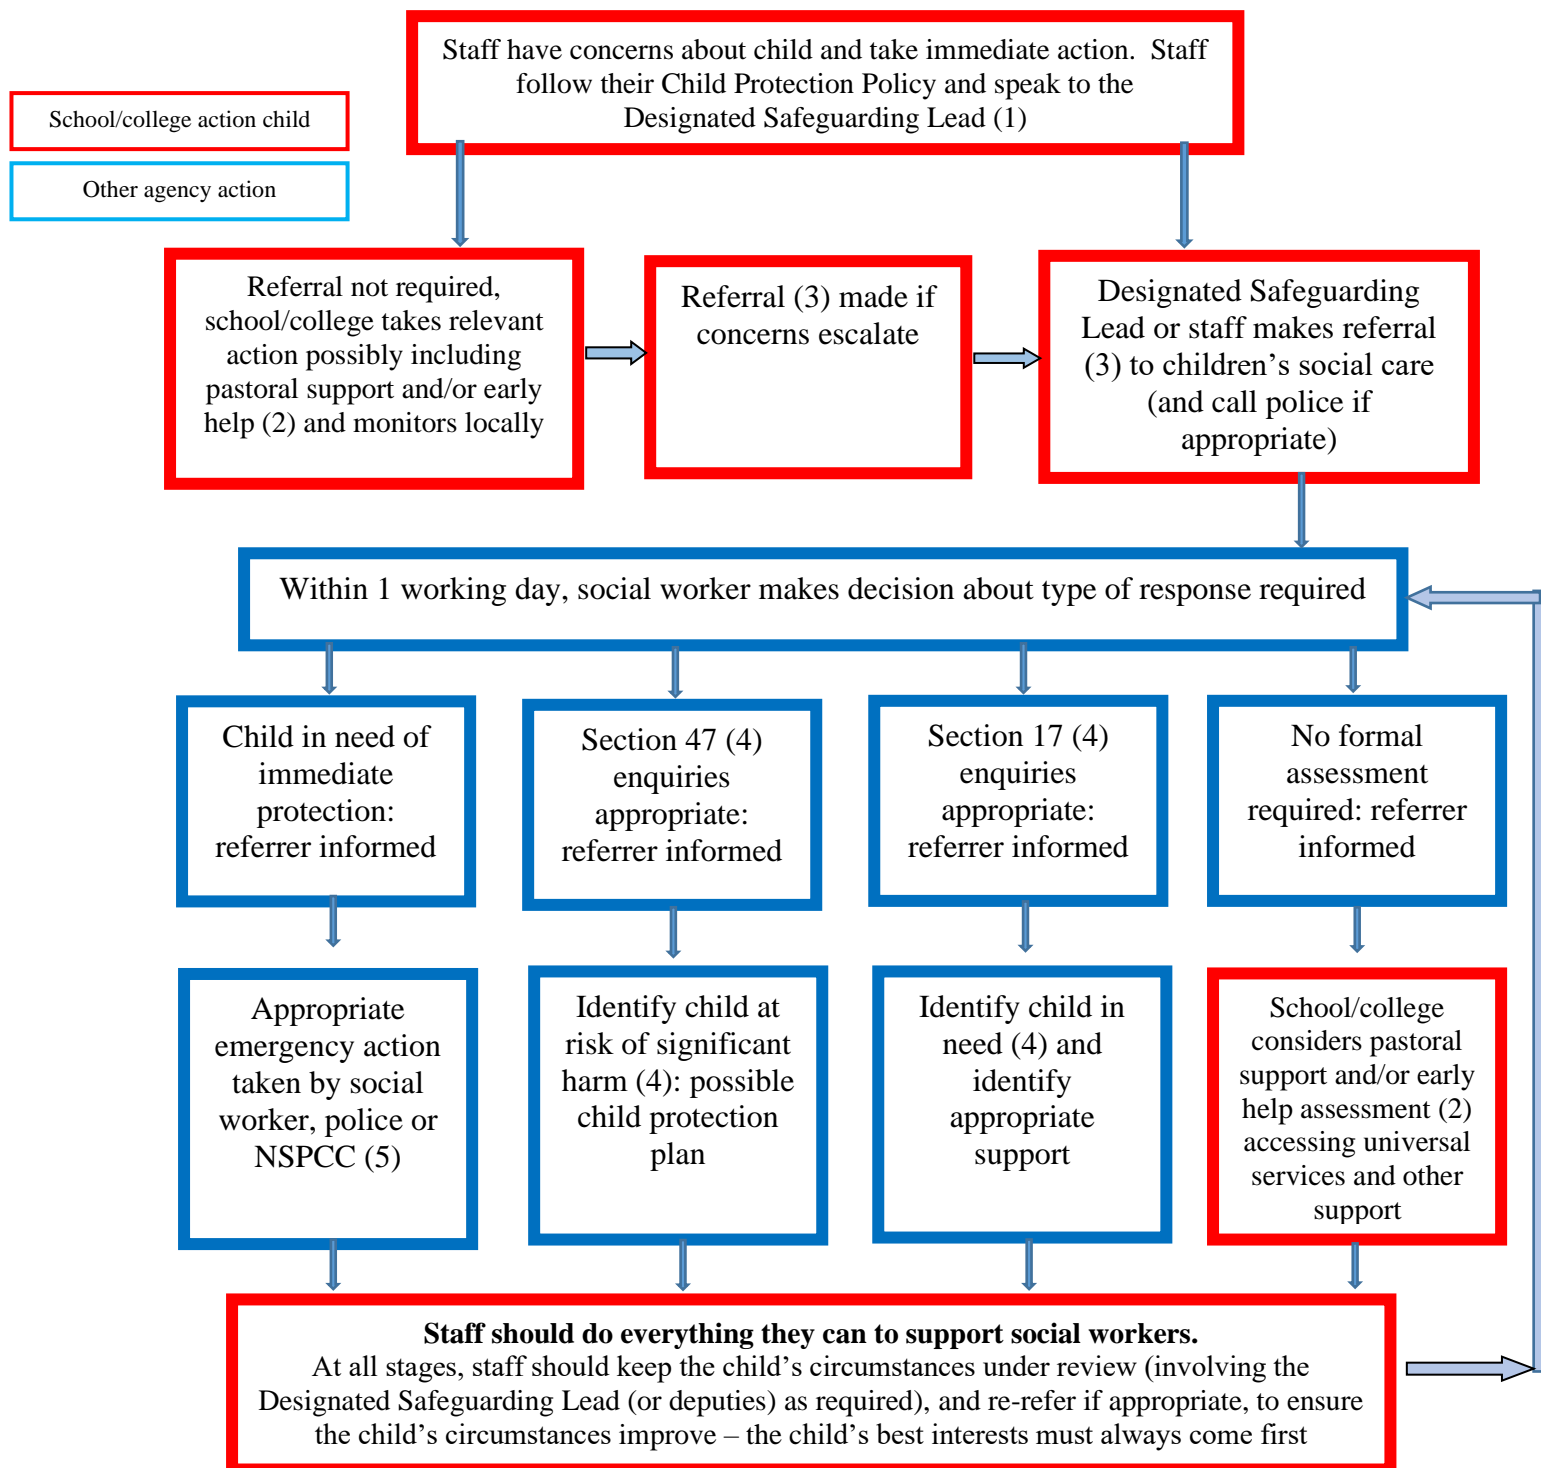 Staff have concerns about child and take immediate action.  Staff
follow their Child Protection Policy and speak to the
Designated Safeguarding Lead (1)
School/college action child
Other agency action
Referral not required,
school/college takes relevant
action possibly including
pastoral support and/or early
help (2) and monitors locally
Referral (3) made if
concerns escalate
Designated Safeguarding
Lead or staff makes referral
(3) to children’s social care
(and call police if
appropriate)
Within 1 working day, social worker makes decision about type of response required
Child in need of
immediate
protection:
referrer informed
Section 47 (4)
enquiries
appropriate:
referrer informed
Section 17 (4)
enquiries
appropriate:
referrer informed
No formal
assessment
required: referrer
informed
Appropriate
emergency action
taken by social
worker, police or
NSPCC (5)
Identify child at
risk of significant
harm (4): possible
child protection
plan
Identify child in
need (4) and
identify
appropriate
support
School/college
considers pastoral
support and/or early
help assessment (2)
accessing universal
services and other
support
Staff should do everything they can to support social workers.
At all stages, staff should keep the child’s circumstances under review (involving the
Designated Safeguarding Lead (or deputies) as required), and re-refer if appropriate, to ensure
the child’s circumstances improve – the child’s best interests must always come first